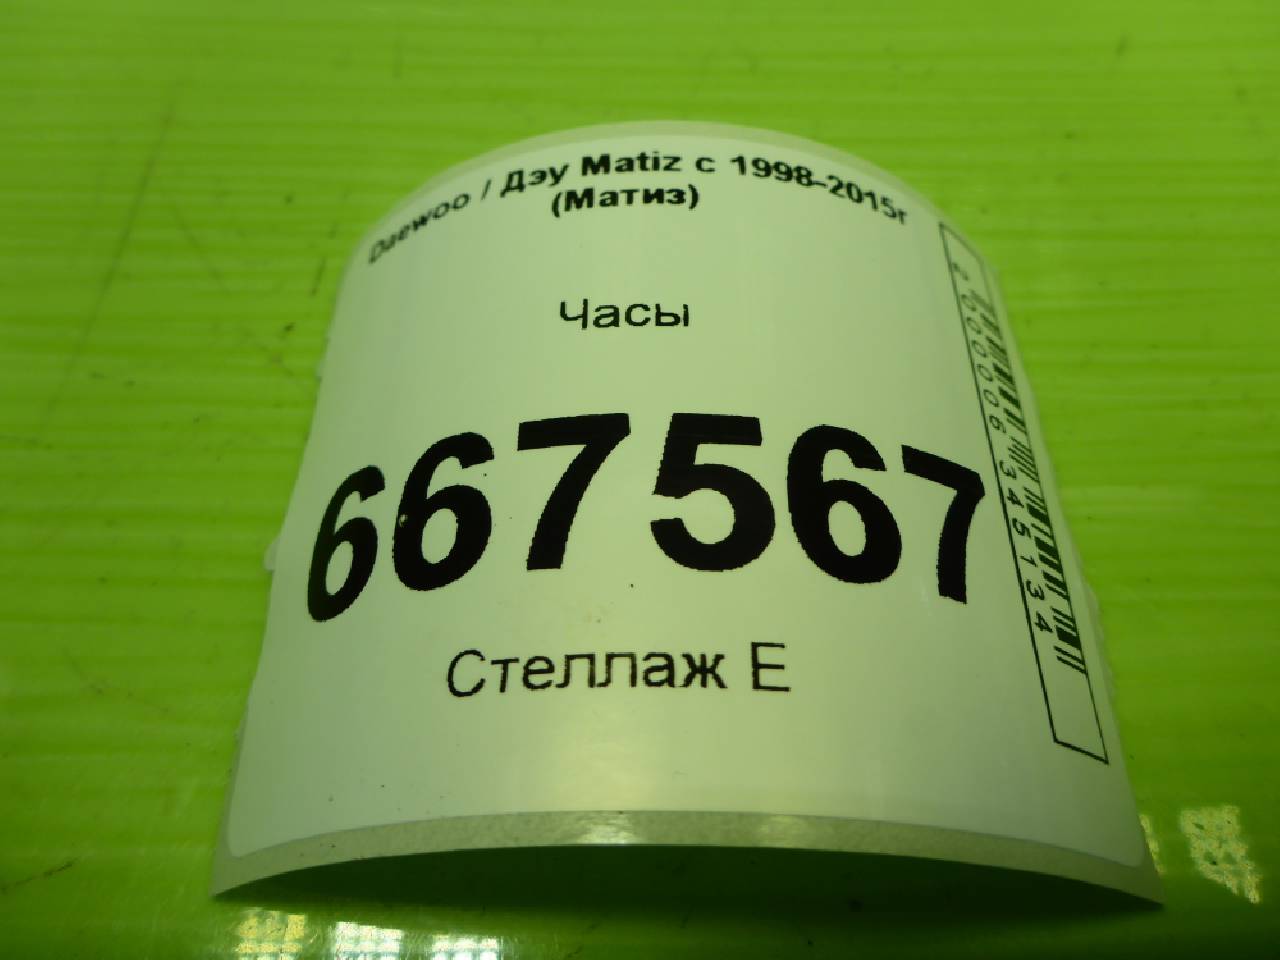 Daewoo / Дэу Matiz с 1998-2015г
(Матиз)
Часы
667567
Стеллаж Е
2000006345134